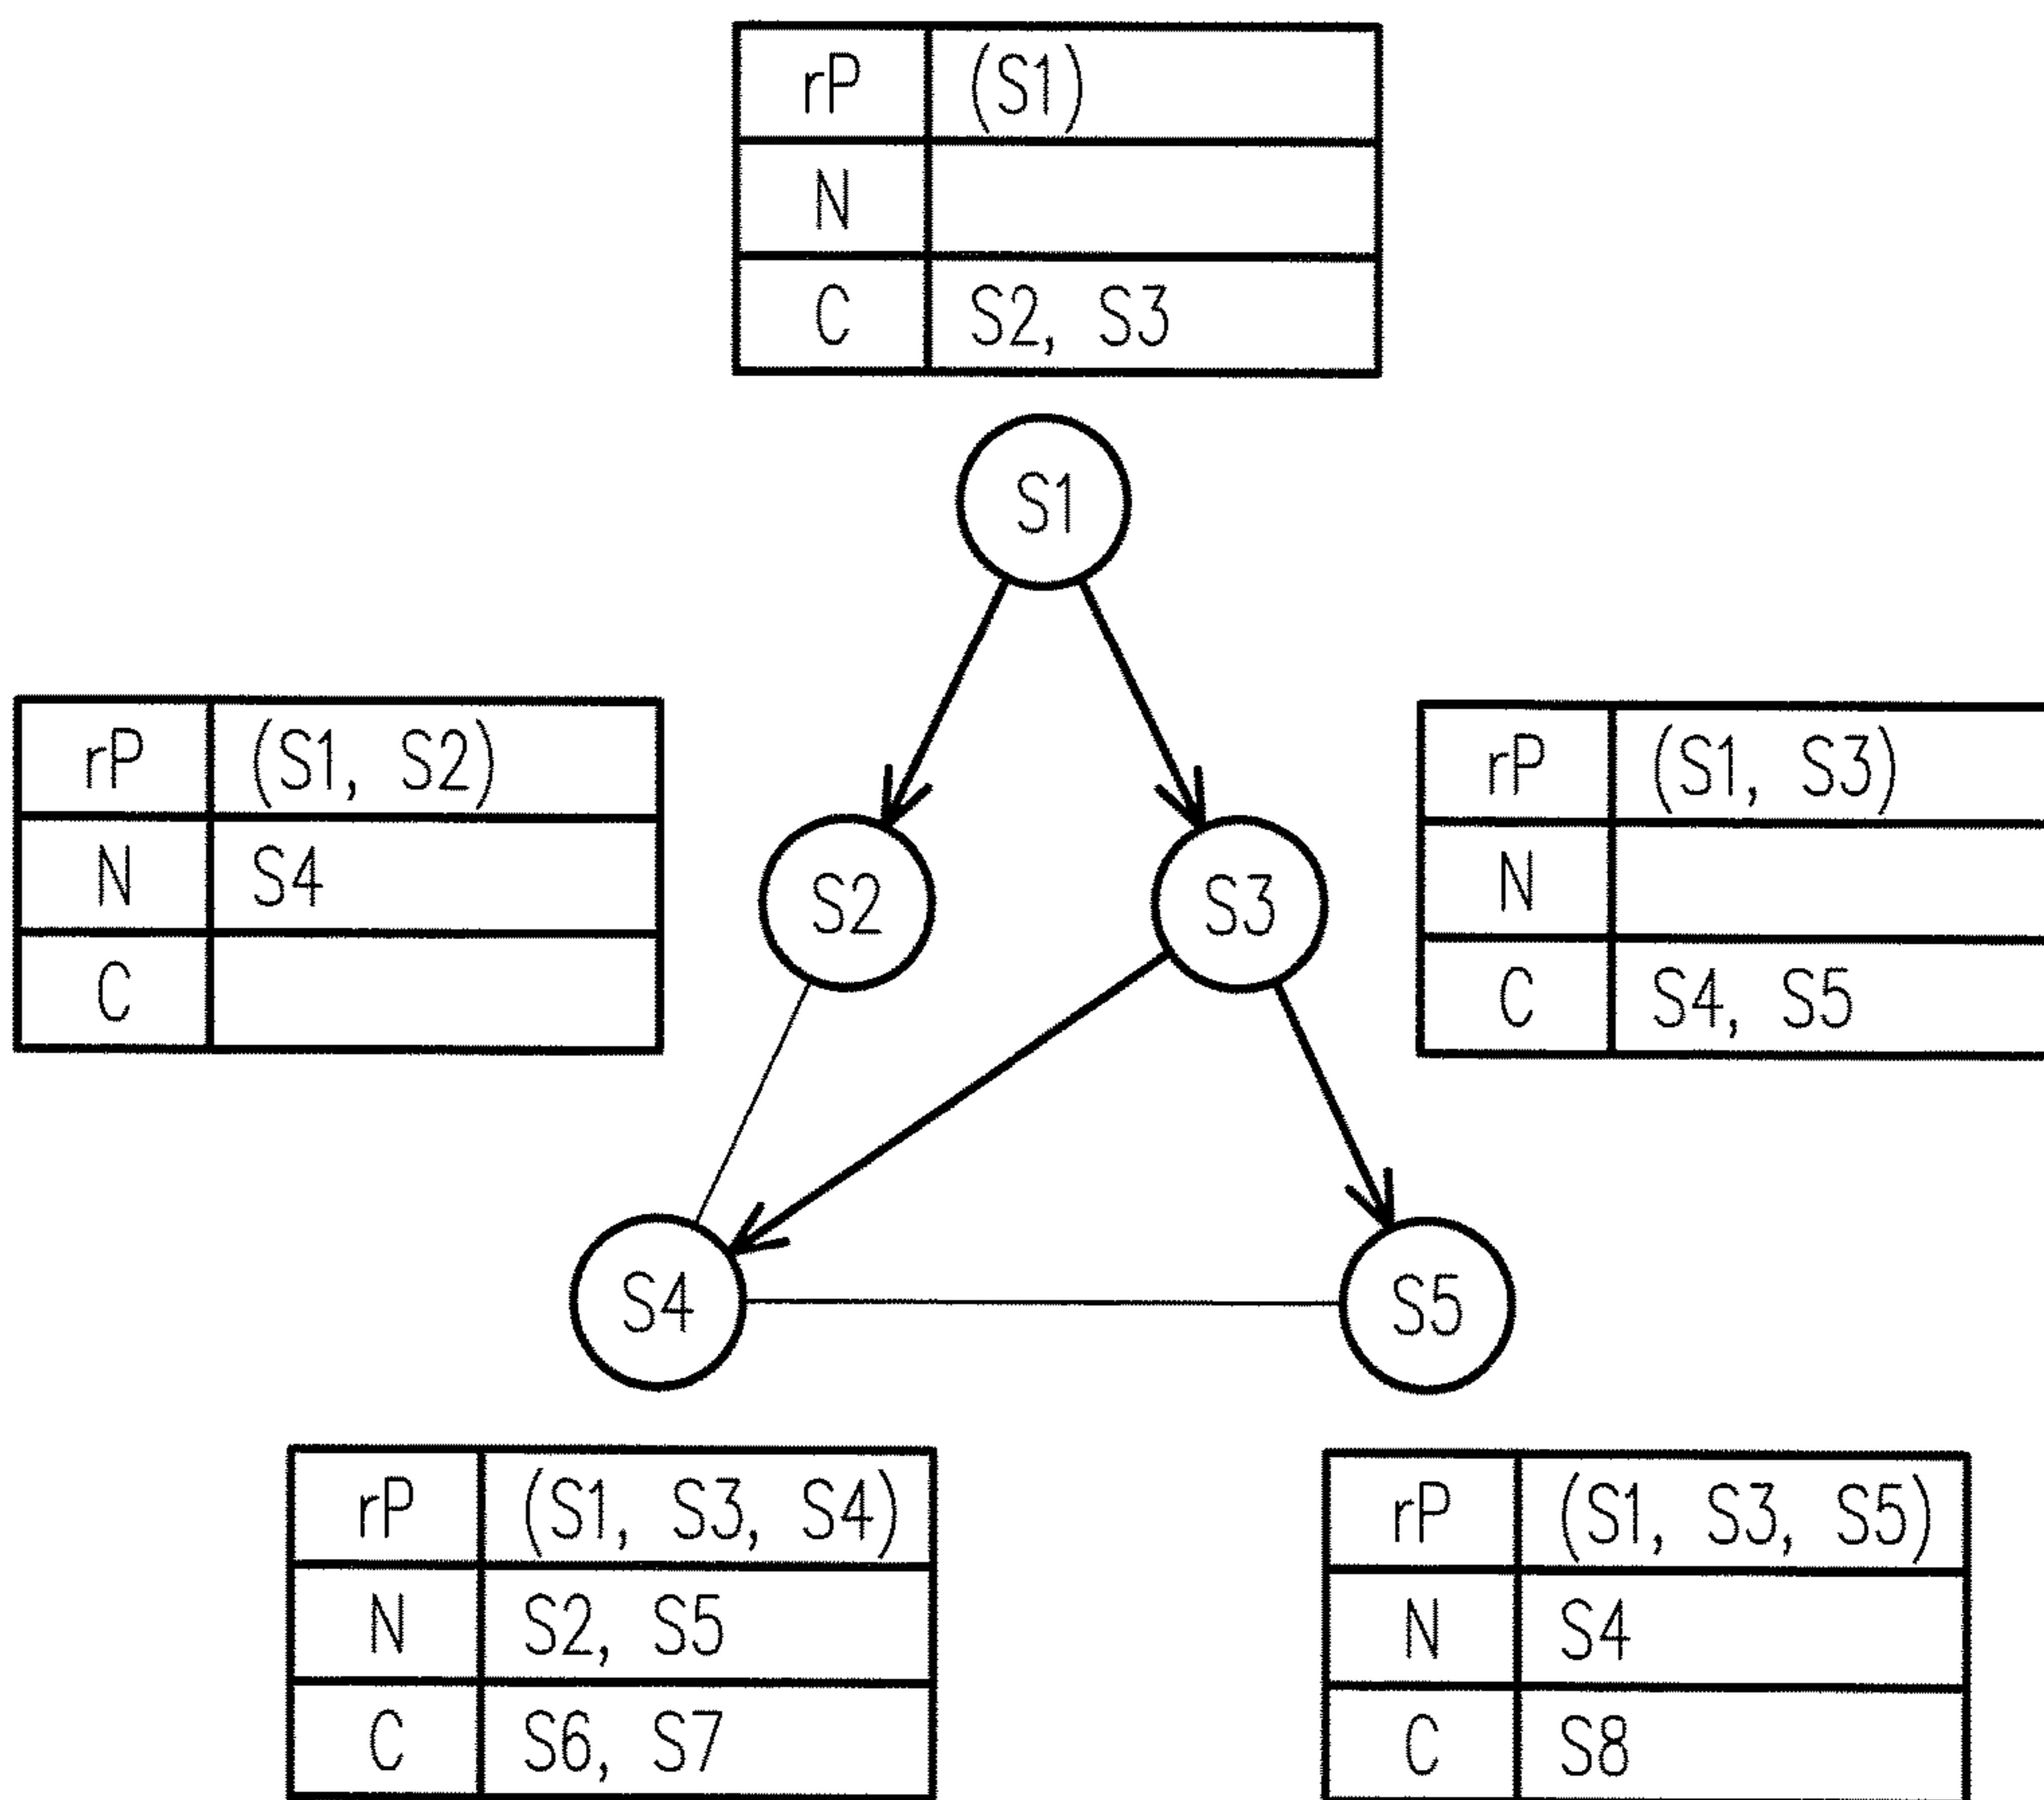 rP (S1)
N
C S2, S3
S1
rP (S1, S2)
N S4
C
S2
S3
rP (S1, S3)
N
C S4, S5
S4
S5
rP (S1, S3, S4)
N S2, S5
C S6, S7
rP (S1, S3, S5)
N S4
C S8